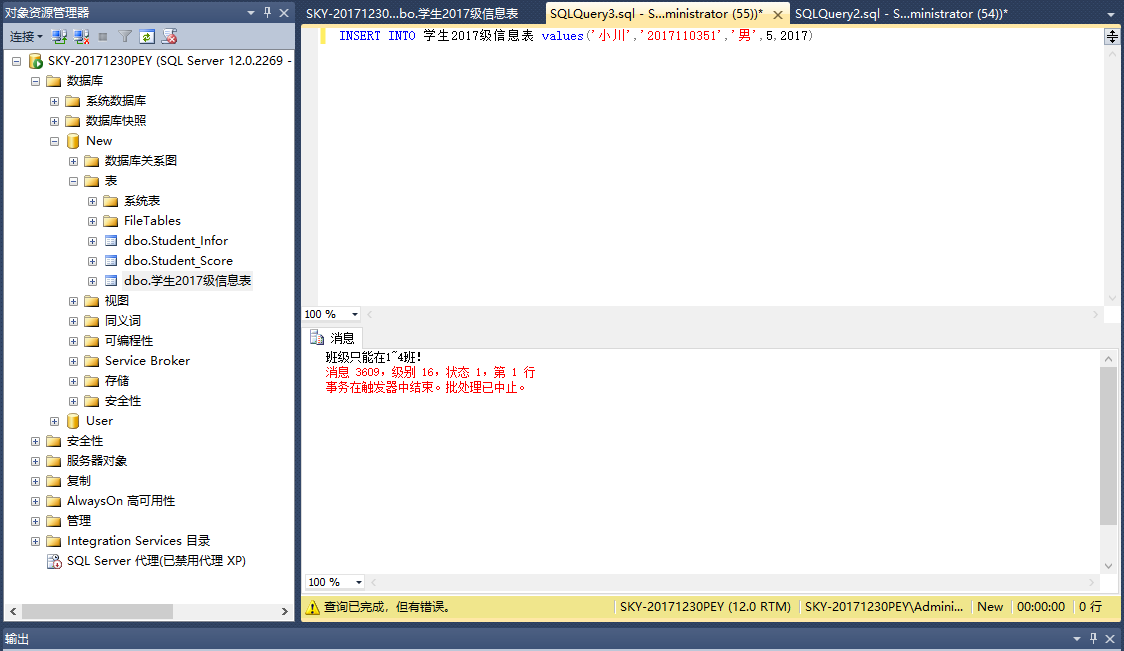 对象资源管理器
连接
SKY-20171230PEY (SQL Server 12.0.2269 -
数据库
系统数据库
数据库快照
New
数据库关系图
表
系统表
FileTables
dbo.Student_Infor
dbo.Student_Score
dbo.学生2017级信息表
视图
同义词
可编程性
Service Broker
存储
安全性
User
安全性
服务器对象
复制
AlwaysOn 高可用性
管理
Integration Services 目录
SQL Server 代理(已禁用代理 XP)
SKY-20171230...bo.学生2017级信息表
SQLQuery3.sql - S...ministrator (55))*
SQLQuery2.sql - S...ministrator (54))*
INSERT INTO 学生2017级信息表 values('小川','2017110351','男',5,2017)
100 %
消息
班级只能在1~4班!
消息 3609，级别 16，状态 1，第 1 行
事务在触发器中结束。批处理已中止。
100 %
查询已完成，但有错误。
SKY-20171230PEY (12.0 RTM)
SKY-20171230PEY\Admini...
New
00:00:00
0 行
输出